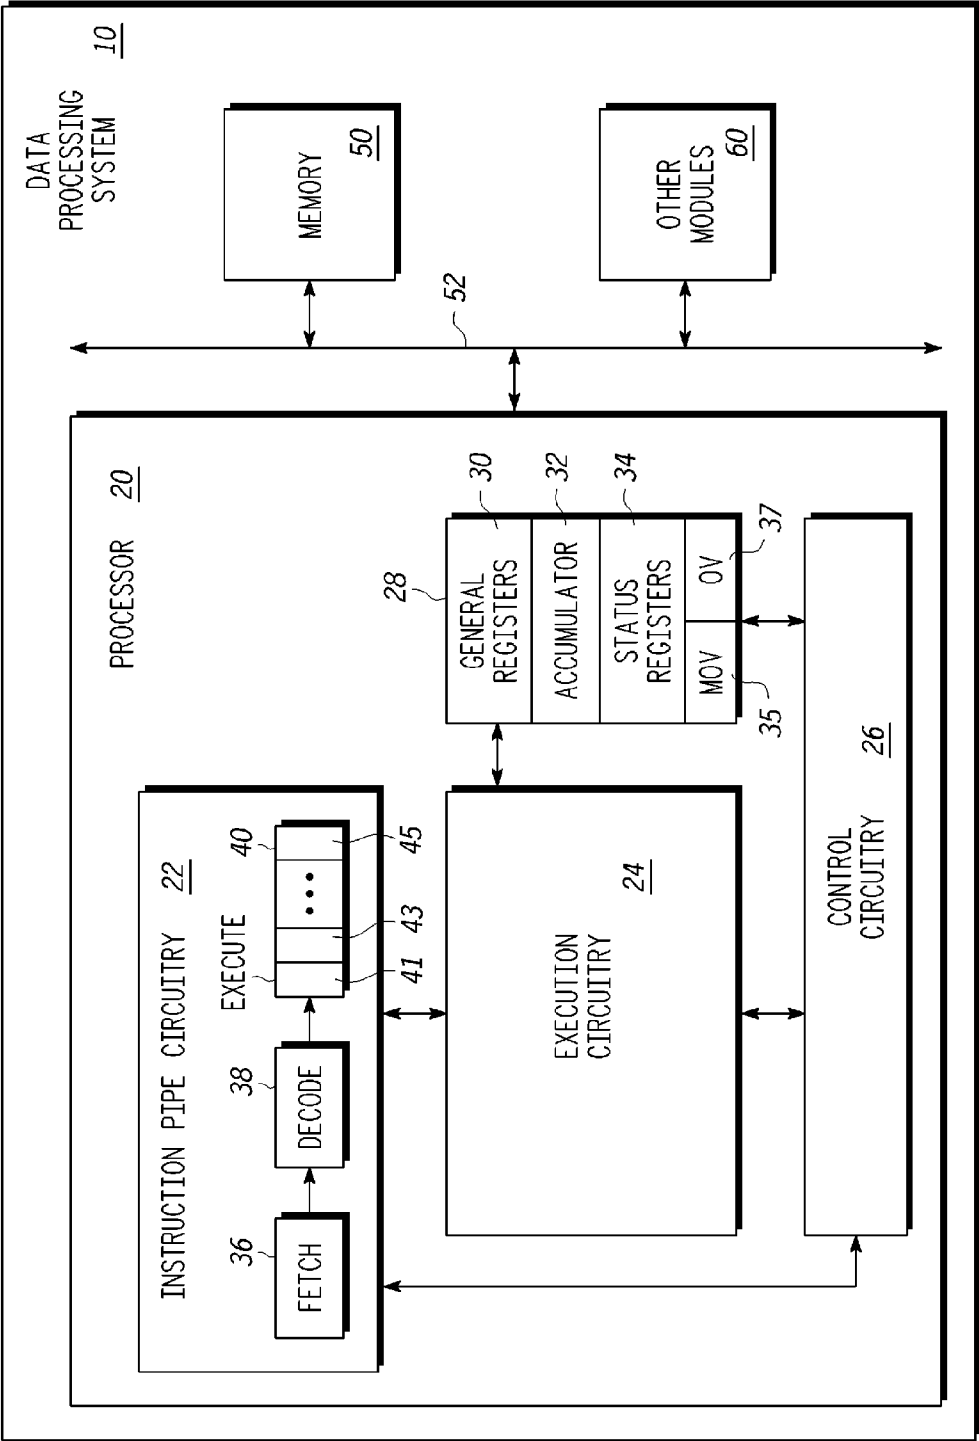 DATA
PROCESSING
SYSTEM
10
MEMORY
50
OTHER
MODULES
60
52
PROCESSOR
20
INSTRUCTION PIPE CIRCUITRY
22
36
FETCH
38
DECODE
EXECUTE
40
41
43
45
28
GENERAL
REGISTERS
30
ACCUMULATOR
32
STATUS
REGISTERS
34
MOV
OV
35
37
EXECUTION
CIRCUITRY
24
CONTROL
CIRCUITRY
26